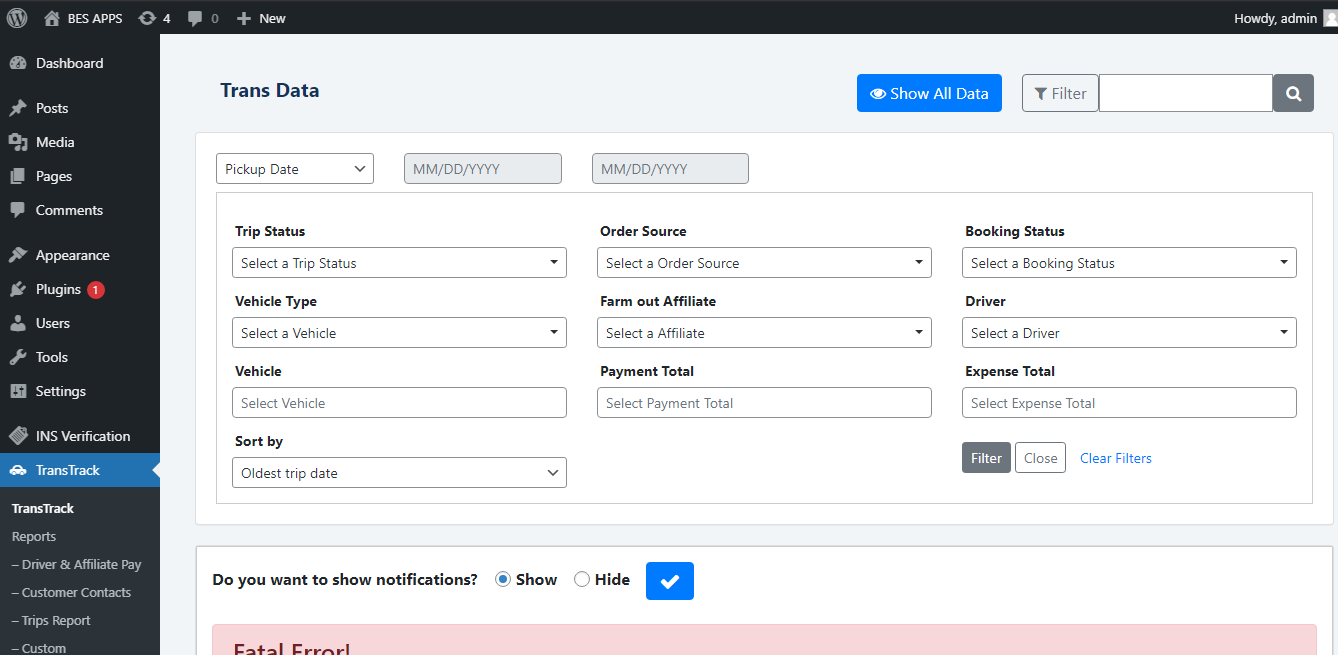 BES APPS 4 0 New Howdy, admin
Dashboard
Posts
Media
Pages
Comments
Appearance
Plugins 1
Users
Tools
Settings
INS Verification
TransTrack
TransTrack
Reports
– Driver & Affiliate Pay
– Customer Contacts
– Trips Report
– Custom
Trans Data Show All Data Filter
Pickup Date MM/DD/YYYY MM/DD/YYYY
Trip Status Order Source Booking Status
Select a Trip Status Select a Order Source Select a Booking Status
Vehicle Type Farm out Affiliate Driver
Select a Vehicle Select a Affiliate Select a Driver
Vehicle Payment Total Expense Total
Select Vehicle Select Payment Total Select Expense Total
Sort by
Oldest trip date Filter Close Clear Filters
Do you want to show notifications? Show Hide
Fatal Error!